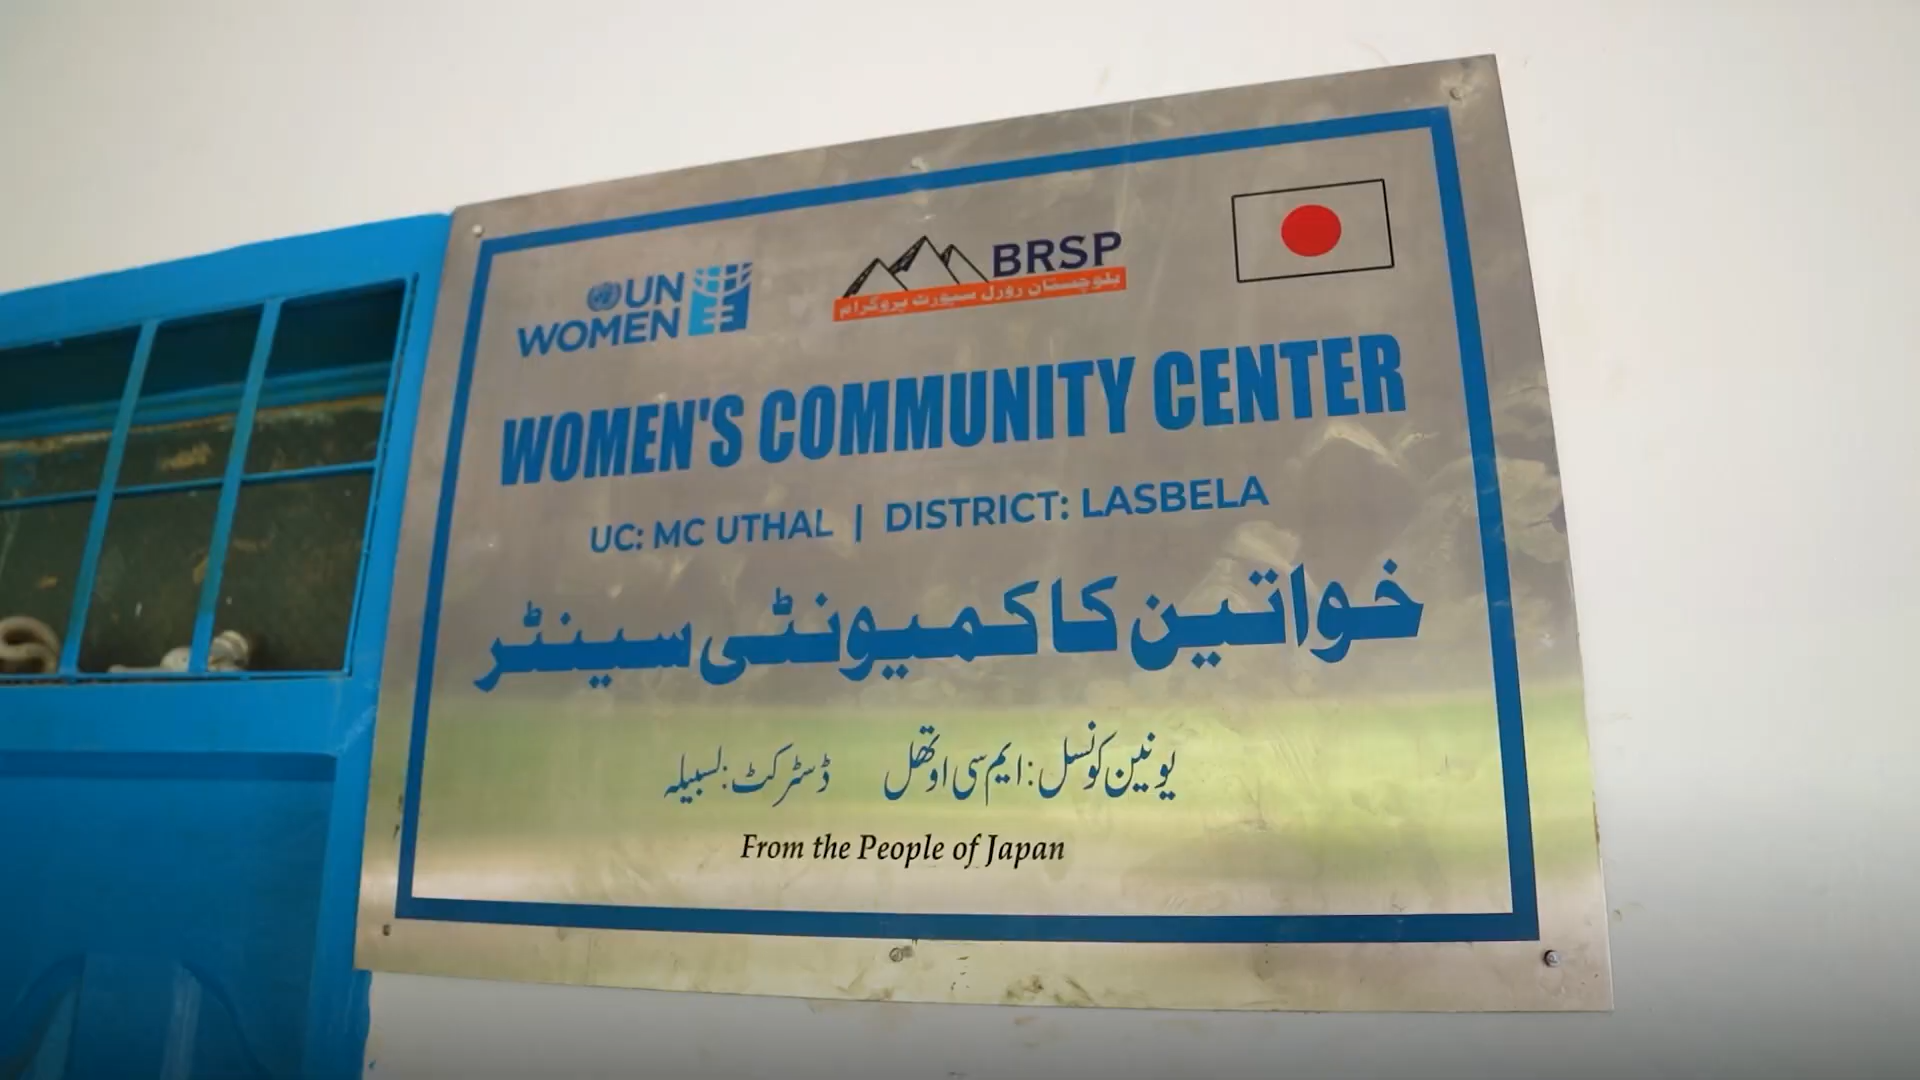 UN
WOMEN
BRSP
بلوچستان رورل سپورٹ پروگرام
WOMEN'S COMMUNITY CENTER
UC: MC UTHAL | DISTRICT: LASBELA
خواتین کا کمیونٹی سینٹر
یونین کونسل: ایم سی اوتھل ڈسٹرکٹ: لسبیلہ
From the People of Japan